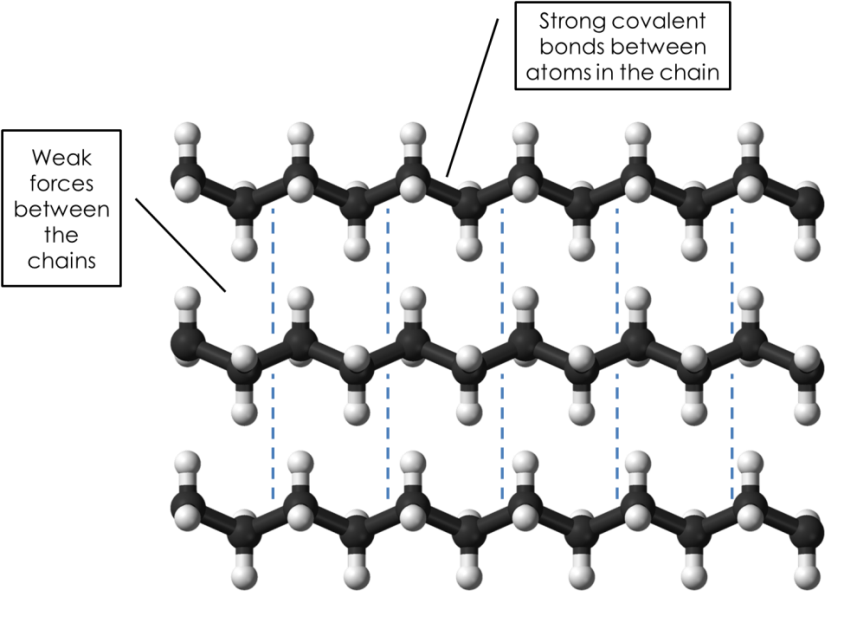 Strong covalent
bonds between
atoms in the chain
Weak
forces
between
the
chains